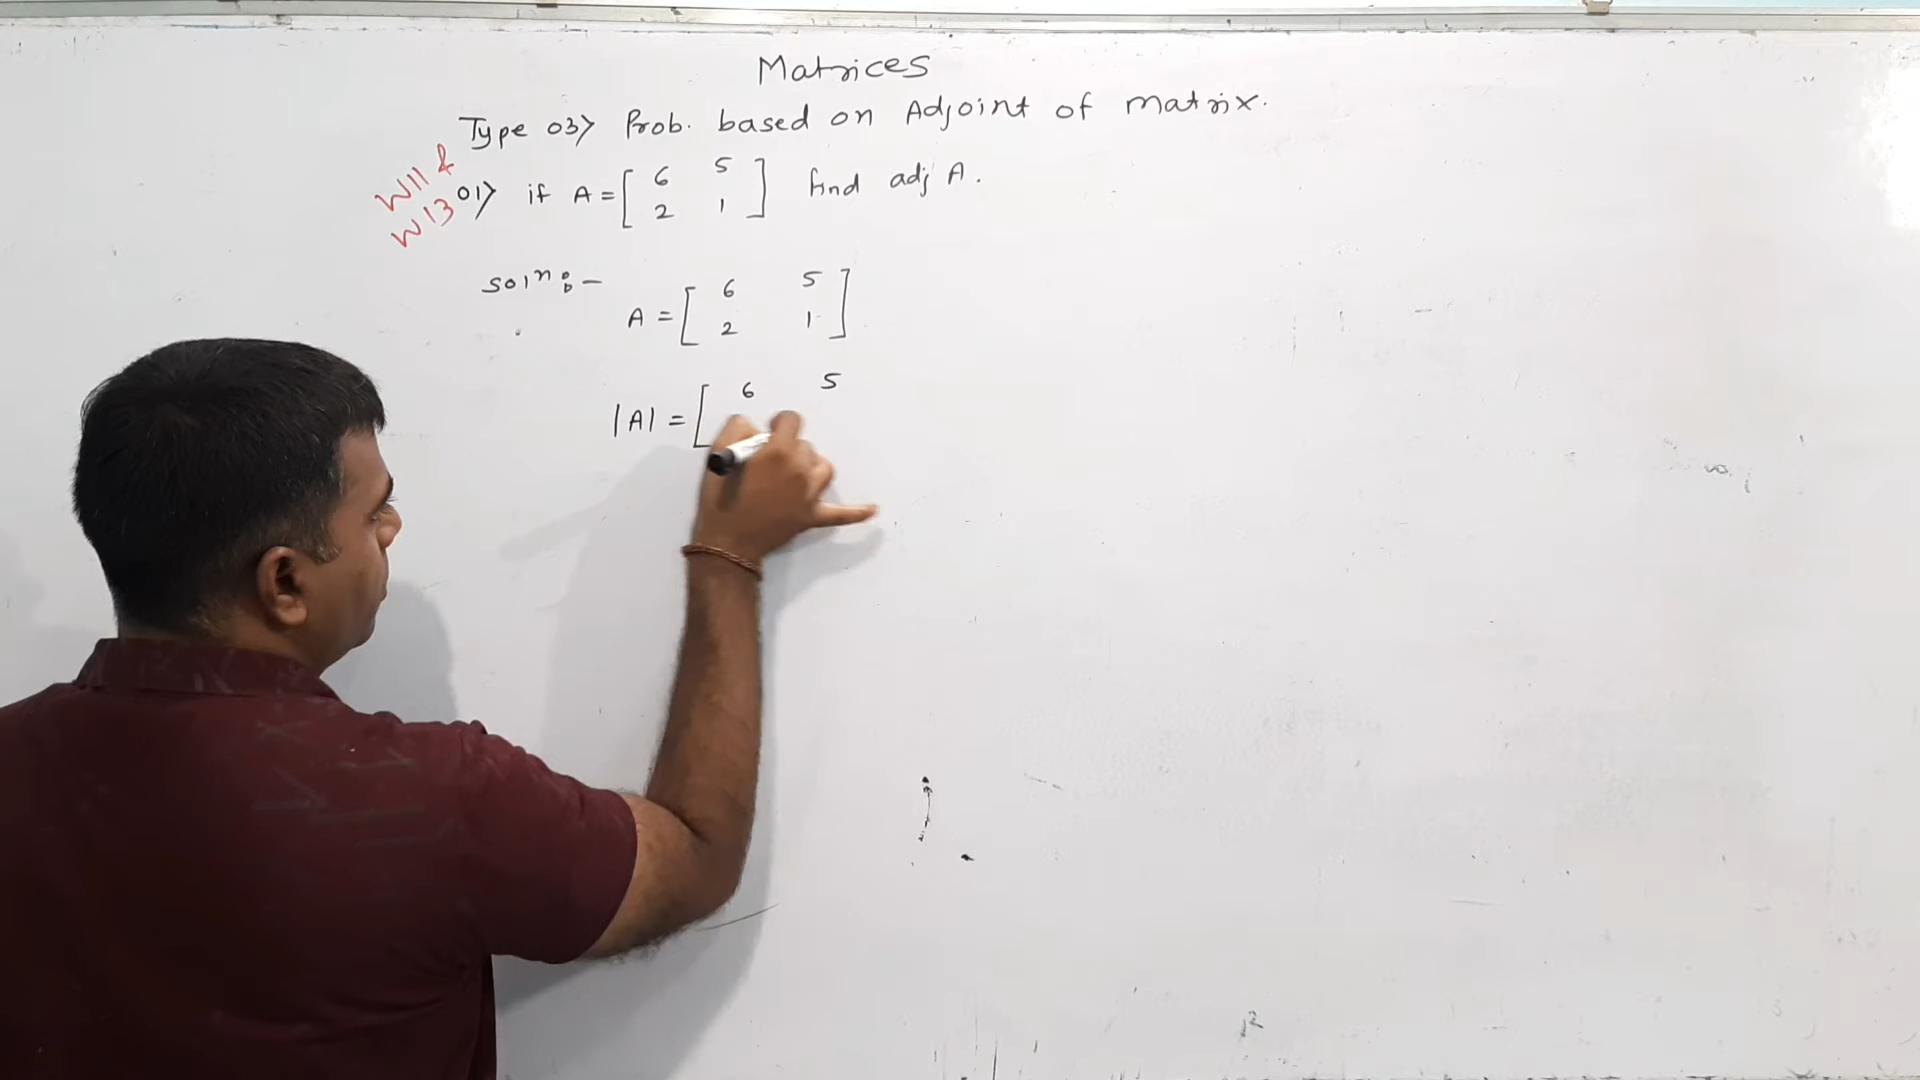 Matrices
Type 03> Prob. based on Adjoint of matrix.
W11 &
W13
01> if A = [ 6 5
2 1 ] find adj A.
Soln :-
A = [ 6 5
2 1 ]
|A| = [ 6 5